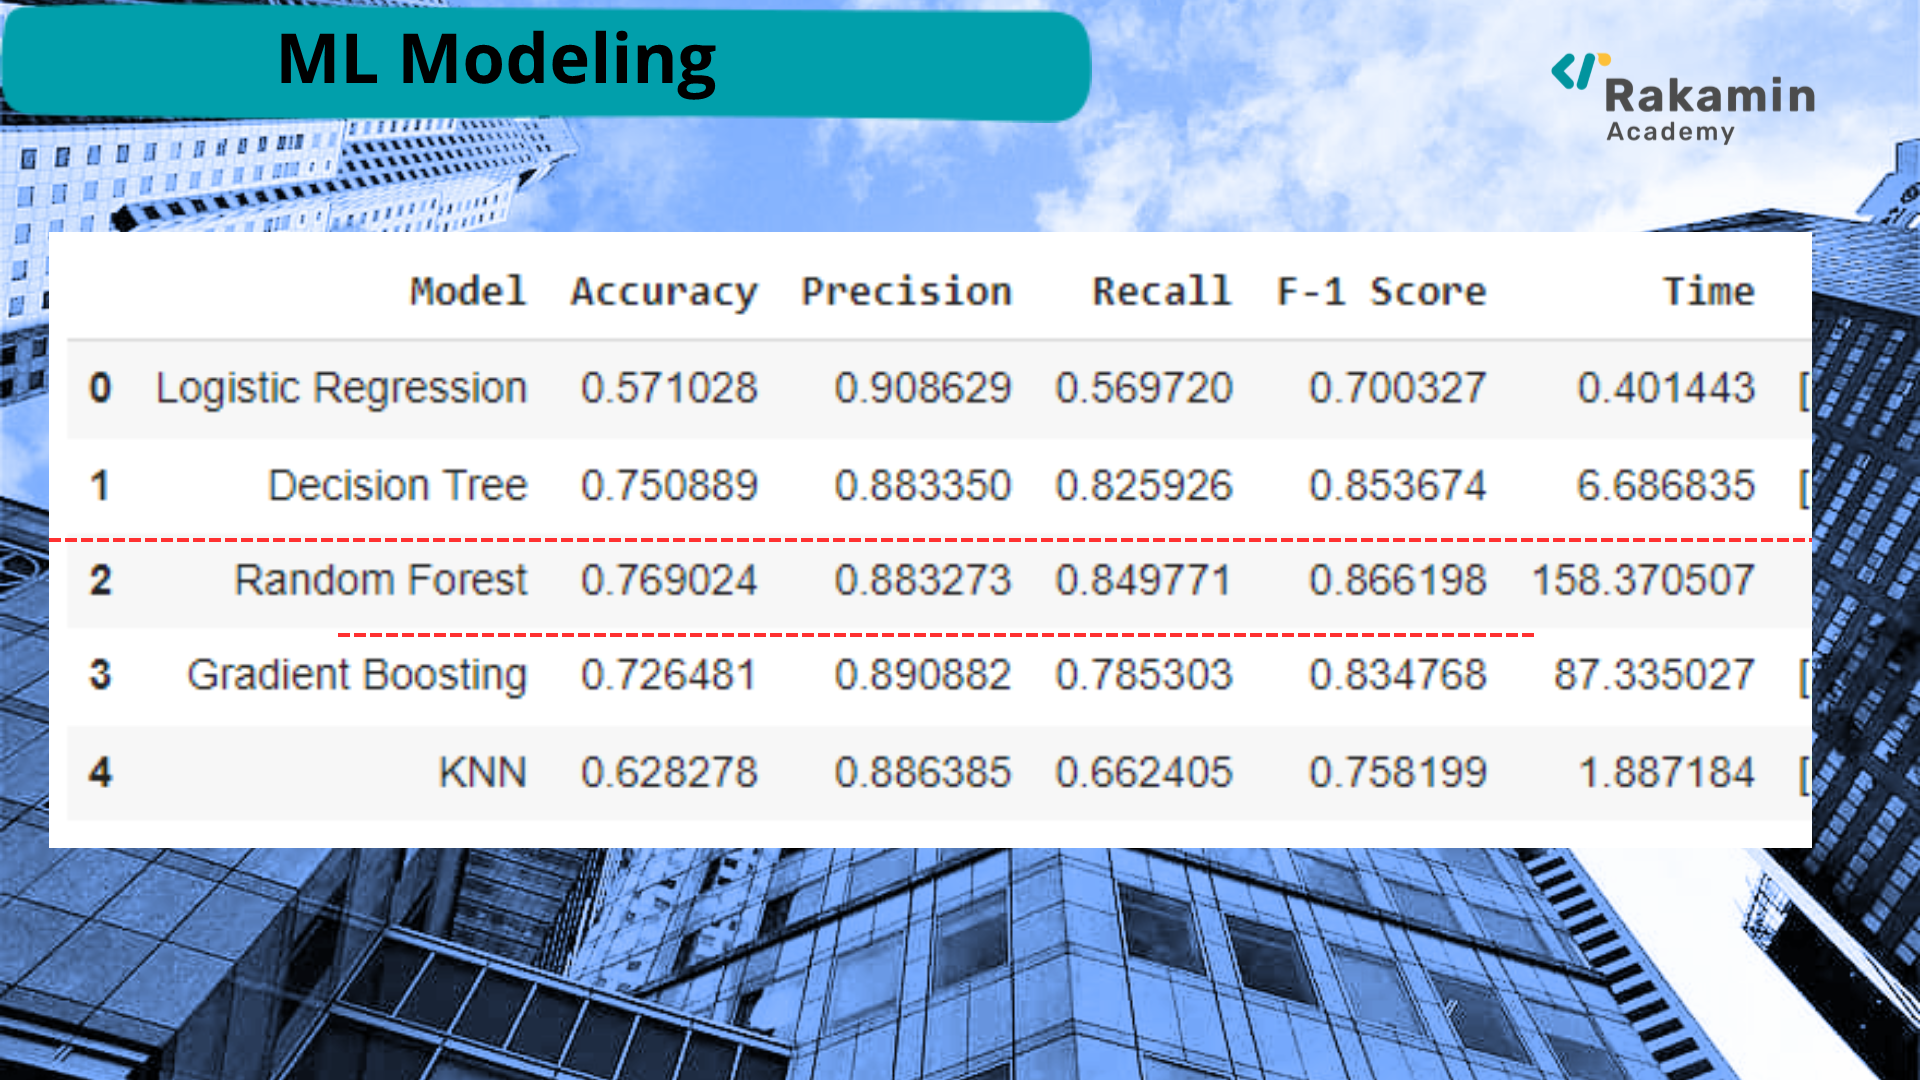 ML Modeling
Rakamin
Academy
Model Accuracy Precision Recall F-1 Score Time
0 Logistic Regression 0.571028 0.908629 0.569720 0.700327 0.401443 [
1 Decision Tree 0.750889 0.883350 0.825926 0.853674 6.686835 [
2 Random Forest 0.769024 0.883273 0.849771 0.866198 158.370507
3 Gradient Boosting 0.726481 0.890882 0.785303 0.834768 87.335027 [
4 KNN 0.628278 0.886385 0.662405 0.758199 1.887184 [